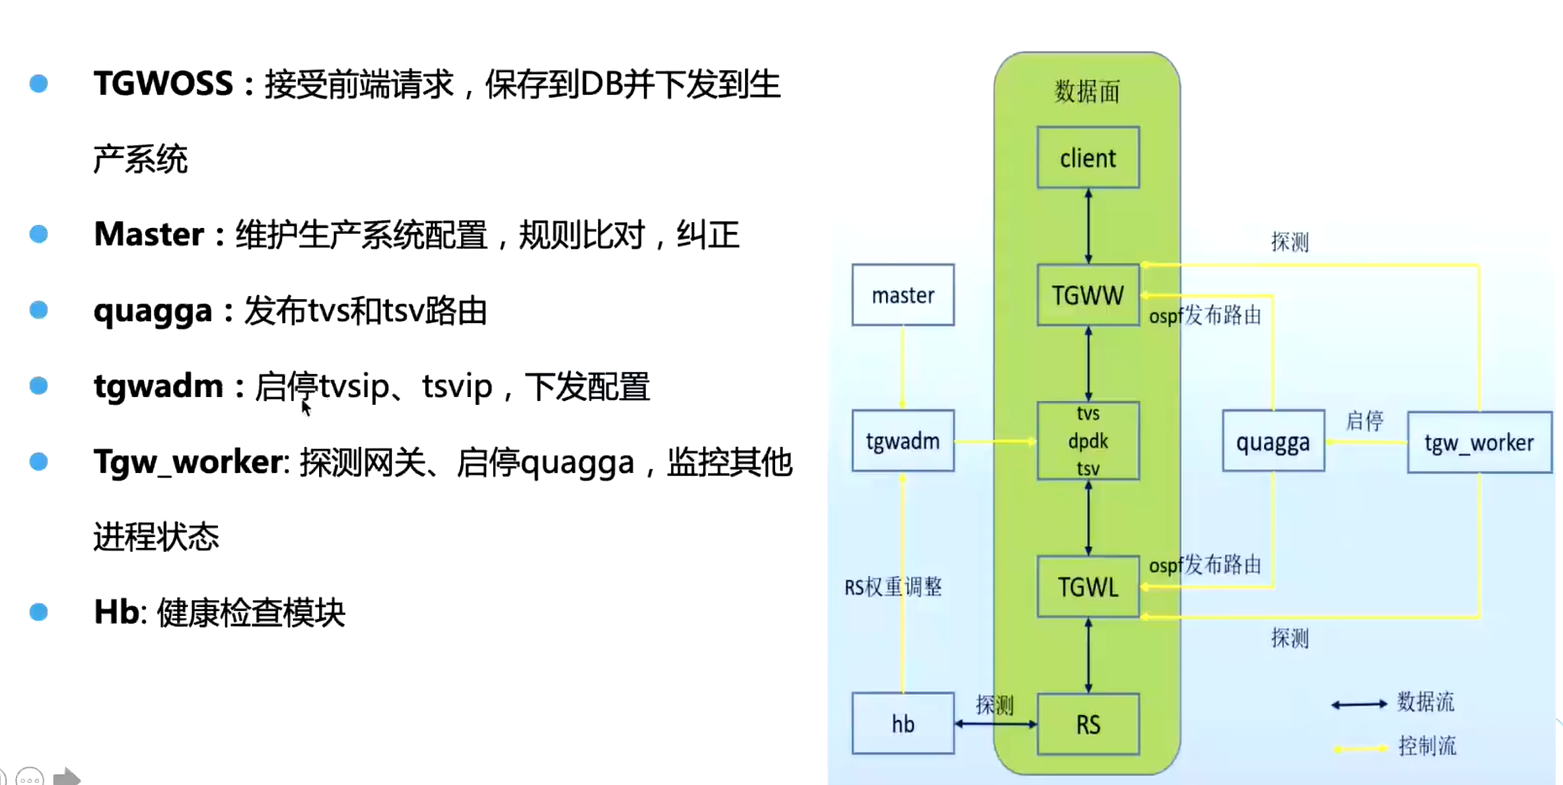 TGWOSS：接受前端请求，保存到DB并下发到生
产系统
Master：维护生产系统配置，规则比对，纠正
quagga：发布tvs和tsv路由
tgwadm：启停tvsip、tsvip，下发配置
Tgw_worker: 探测网关、启停quagga，监控其他
进程状态
Hb: 健康检查模块
数据面
client
探测
master
TGWW
ospf发布路由
tgwadm
tvs
dpdk
tsv
quagga
启停
tgw_worker
RS权重调整
TGWL
ospf发布路由
探测
hb
探测
RS
数据流
控制流